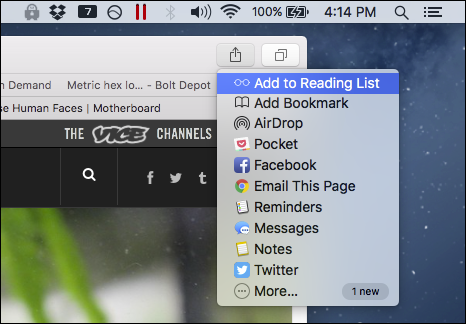 7 100% 4:14 PM
n Demand Metric hex lo... - Bolt Depot
se Human Faces | Motherboard
THE VICE CHANNELS
f t
Add to Reading List
Add Bookmark
AirDrop
Pocket
Facebook
Email This Page
Reminders
Messages
Notes
Twitter
More... 1 new